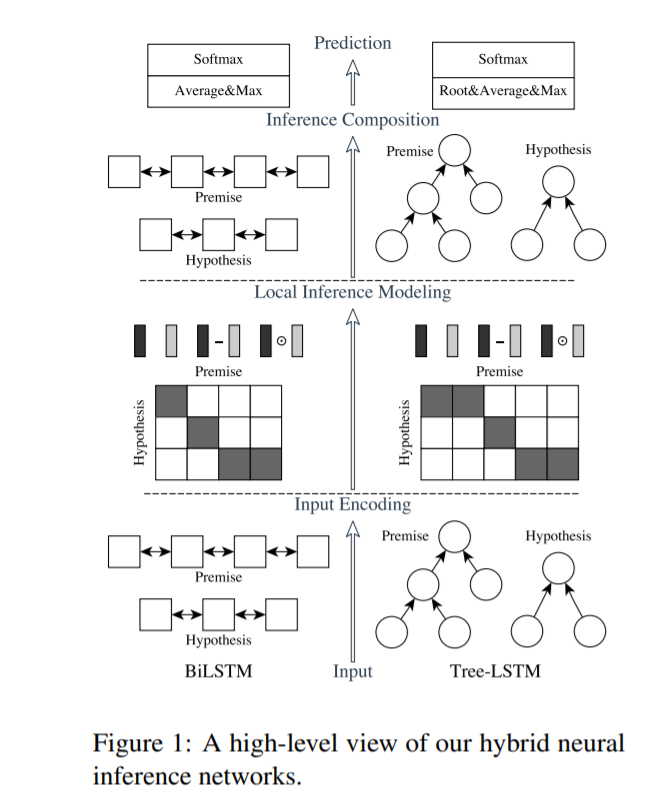 Prediction
Softmax
Average&Max
Softmax
Root&Average&Max
Inference Composition
Premise
Hypothesis
Premise
Hypothesis
Local Inference Modeling
Premise
Hypothesis
Premise
Hypothesis
Input Encoding
Premise
Hypothesis
Premise
Hypothesis
BiLSTM
Input
Tree-LSTM
Figure 1: A high-level view of our hybrid neural
inference networks.